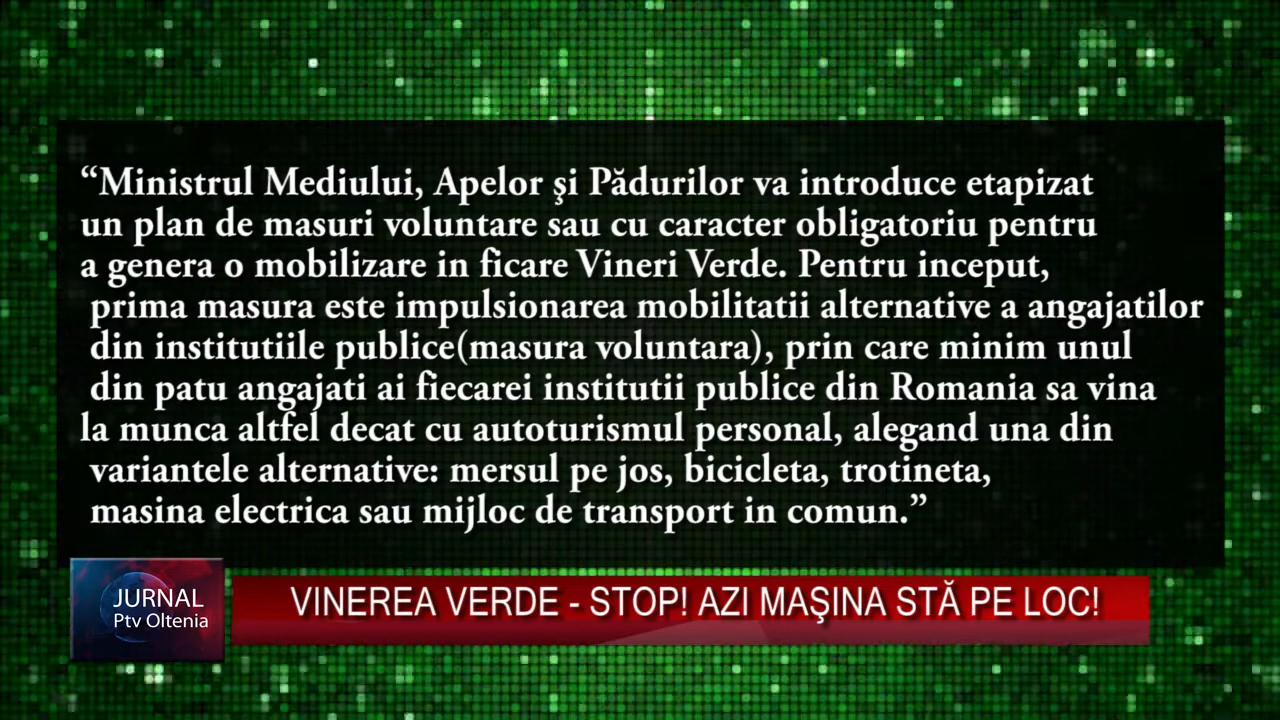 “Ministrul Mediului, Apelor şi Pădurilor va introduce etapizat
un plan de masuri voluntare sau cu caracter obligatoriu pentru
a genera o mobilizare in ficare Vineri Verde. Pentru inceput,
prima masura este impulsionarea mobilitatii alternative a angajatilor
din institutiile publice(masura voluntara), prin care minim unul
din patu angajati ai fiecarei institutii publice din Romania sa vina
la munca altfel decat cu autoturismul personal, alegand una din
variantele alternative: mersul pe jos, bicicleta, trotineta,
masina electrica sau mijloc de transport in comun.”
VINEREA VERDE - STOP! AZI MAŞINA STĂ PE LOC!
JURNAL
Ptv Oltenia